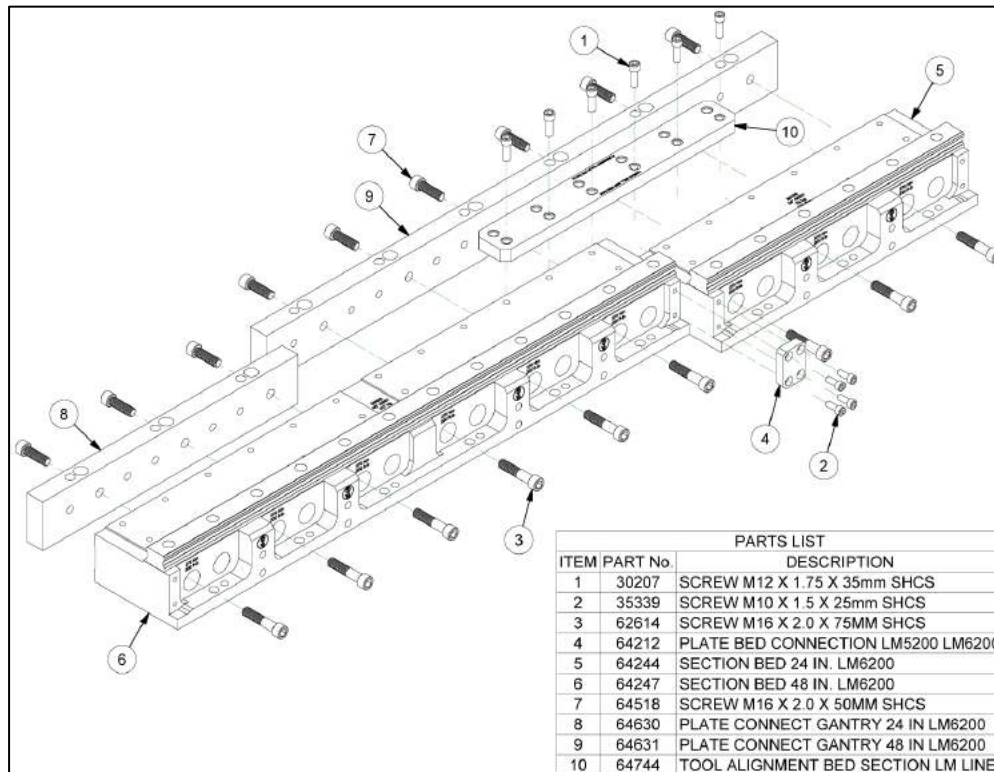 1
5
10
7
9
8
4
2
3
6
PARTS LIST
ITEM PART No. DESCRIPTION
1 30207 SCREW M12 X 1.75 X 35mm SHCS
2 35339 SCREW M10 X 1.5 X 25mm SHCS
3 62614 SCREW M16 X 2.0 X 75MM SHCS
4 64212 PLATE BED CONNECTION LM5200 LM6200
5 64244 SECTION BED 24 IN. LM6200
6 64247 SECTION BED 48 IN. LM6200
7 64518 SCREW M16 X 2.0 X 50MM SHCS
8 64630 PLATE CONNECT GANTRY 24 IN LM6200
9 64631 PLATE CONNECT GANTRY 48 IN LM6200
10 64744 TOOL ALIGNMENT BED SECTION LM LINE